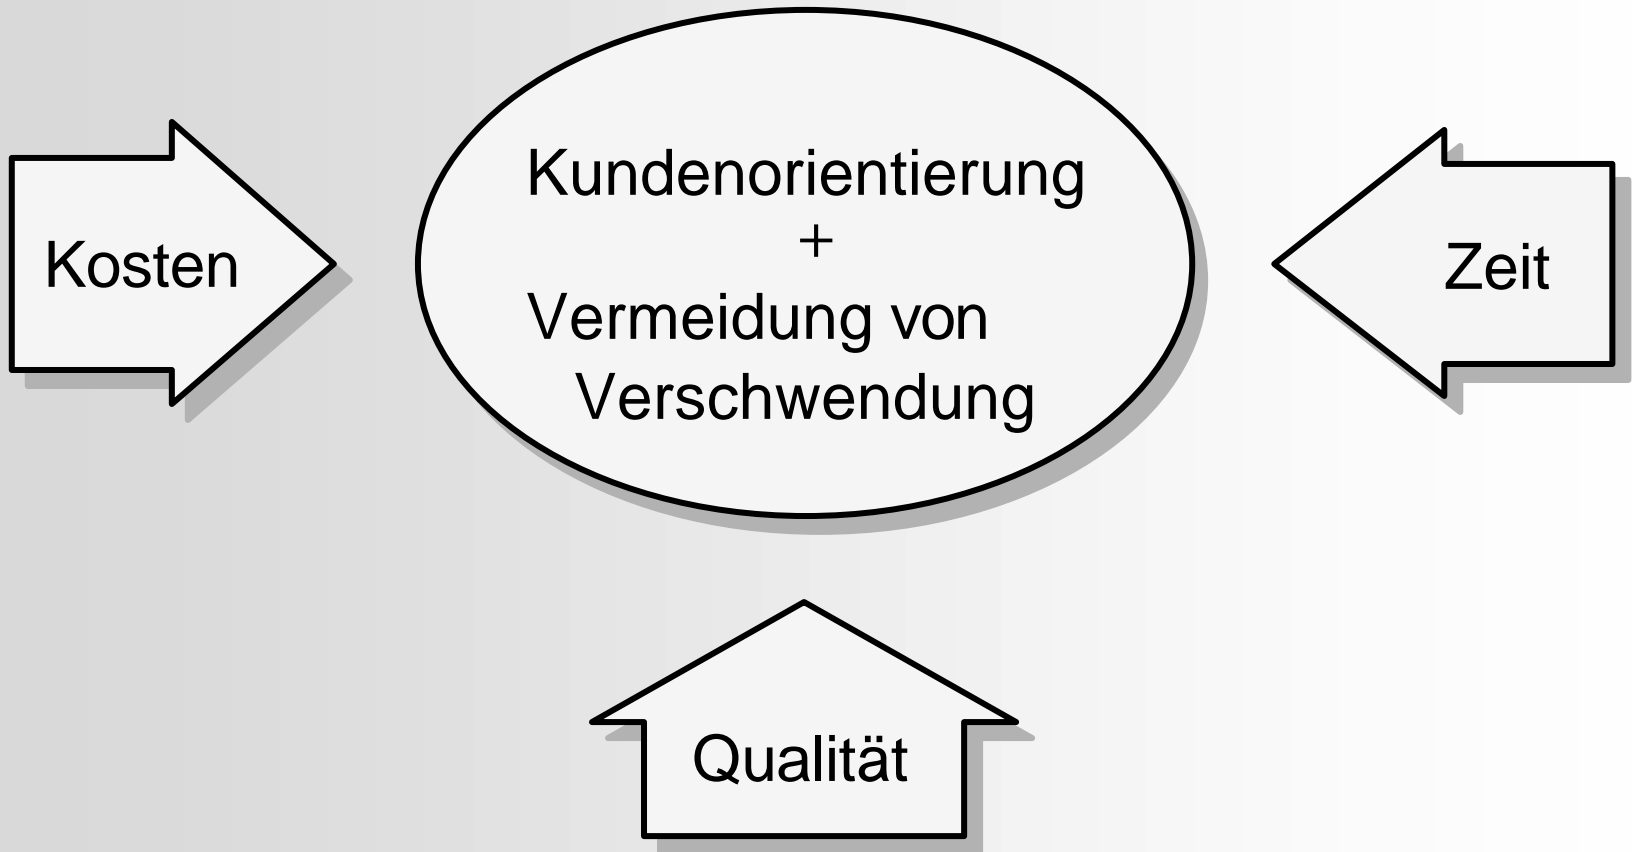 Kundenorientierung
+
Vermeidung von
Verschwendung
Kosten
Zeit
Qualität